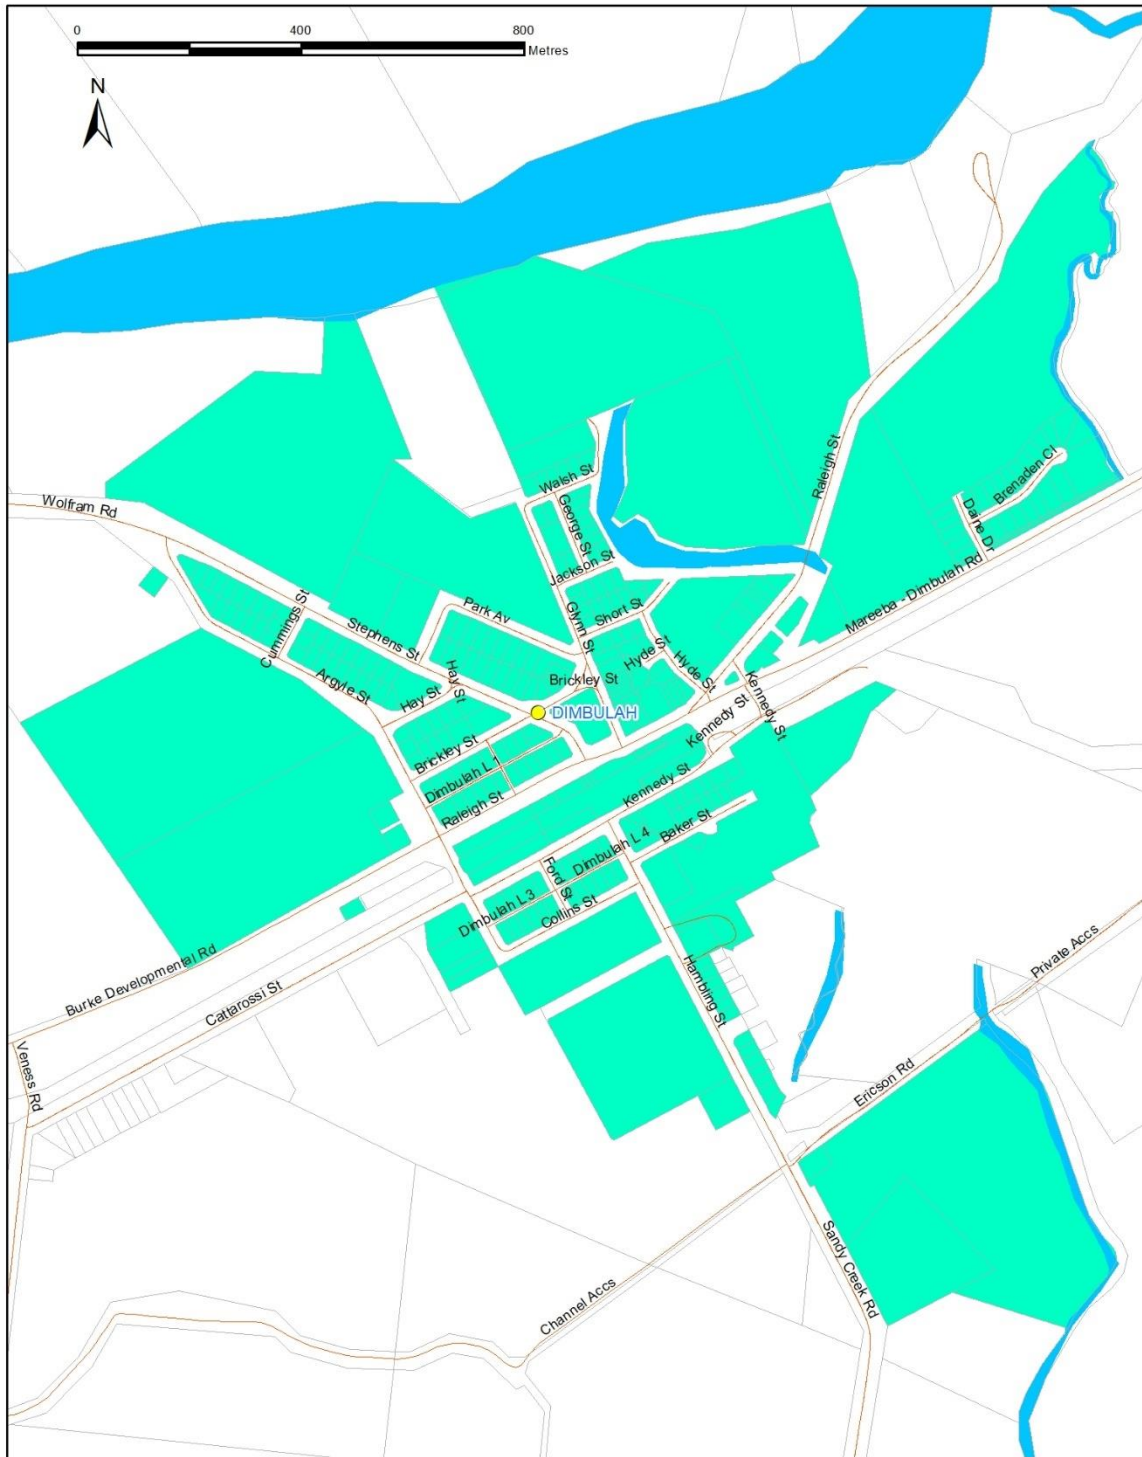 0 400 800
Metres
N
Wolfram Rd
Raleigh St
Walsh St
George St
Jackson St
Brenaden Cl
Daine Dr
Mareeba - Dimbulah Rd
Cummings St
Stephens St
Park Av
Glynn St
Short St
Hyde St
Hyde St
Argyle St
Hay St
Hay St
Brickley St
DIMBULAH
Kennedy St
Kennedy St
Brickley St
Dimbulah L 1
Raleigh St
Kennedy St
Baker St
Dimbulah L 4
Ford St
Dimbulah L 3
Collins St
Burke Developmental Rd
Cattarossi St
Hambling St
Private Accs
Veness Rd
Ericson Rd
Sandy Creek Rd
Channel Accs